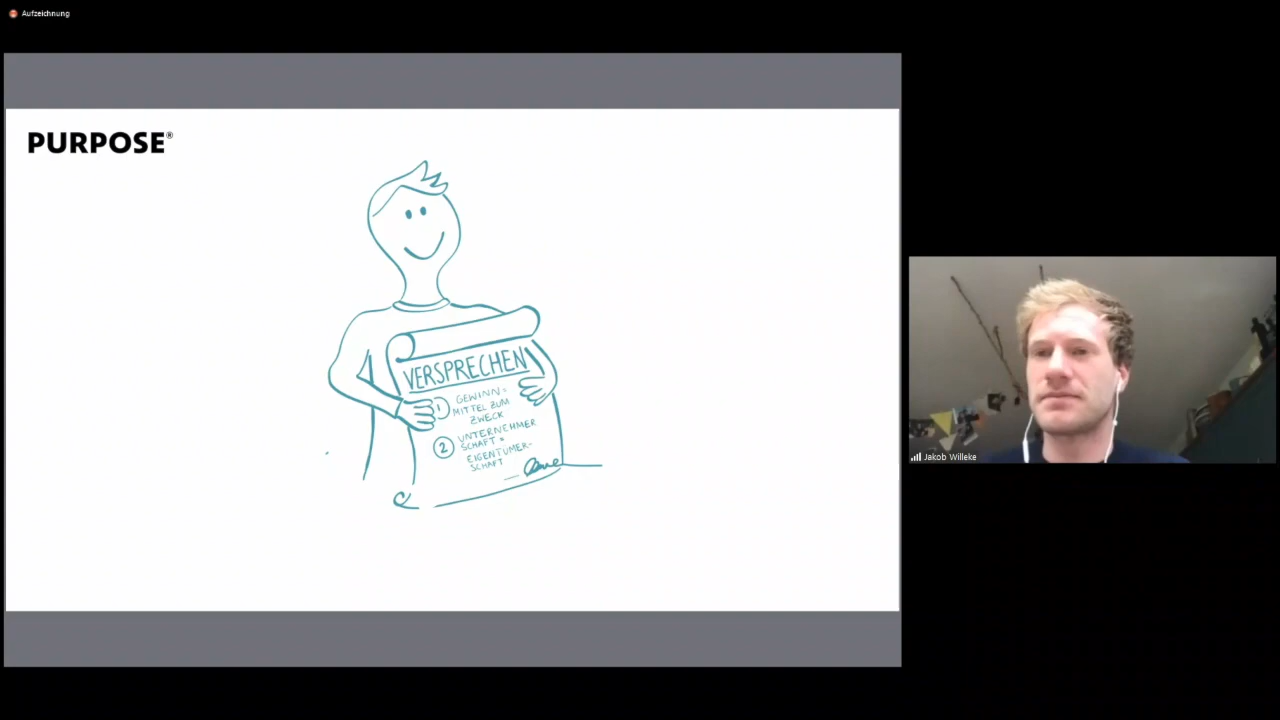 Aufzeichnung
PURPOSE®
VERSPRECHEN
1 GEWINN =
MITTEL ZUM
ZWECK
2 UNTERNEHMER
SCHAFT =
EIGENTÜMER-
SCHAFT
Jakob Willeke